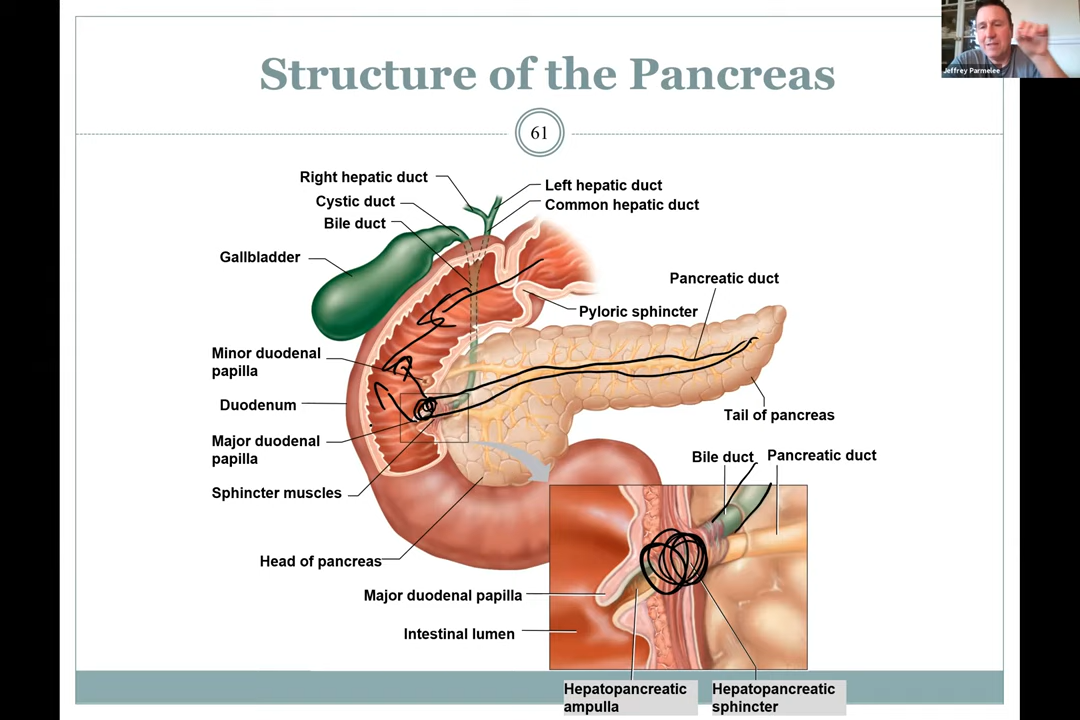 Jeffrey Parmelee
Structure of the Pancreas
61
Right hepatic duct
Cystic duct
Bile duct
Left hepatic duct
Common hepatic duct
Gallbladder
Pancreatic duct
Pyloric sphincter
Minor duodenal
papilla
Duodenum
Major duodenal
papilla
Tail of pancreas
Sphincter muscles
Bile duct
Pancreatic duct
Head of pancreas
Major duodenal papilla
Intestinal lumen
Hepatopancreatic
ampulla
Hepatopancreatic
sphincter